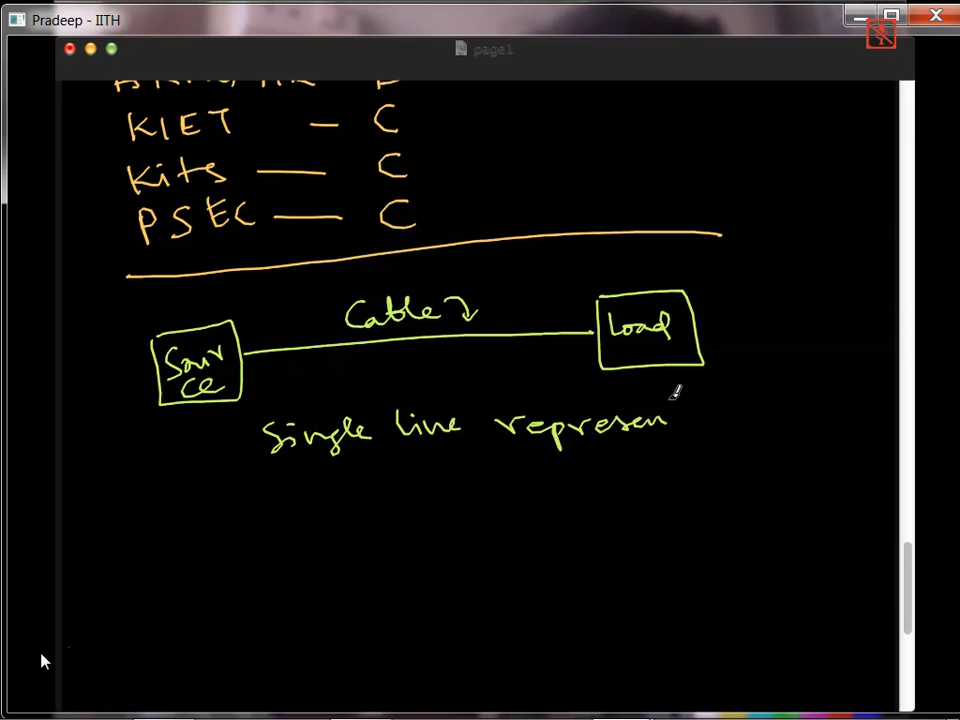 Pradeep - IITH
page1
KIET - C
Kits - C
PSEC - C
Cable
Load
Sour
ce
Single line represen